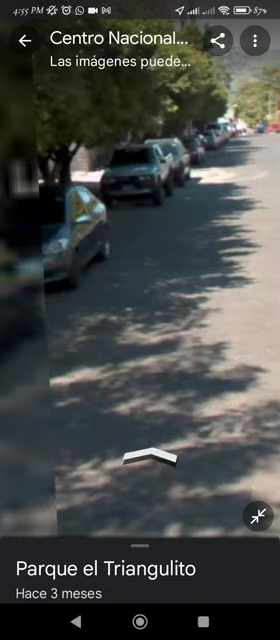 4:55 PM
87%
Centro Nacional...
Las imágenes puede...
Parque el Triangulito
Hace 3 meses